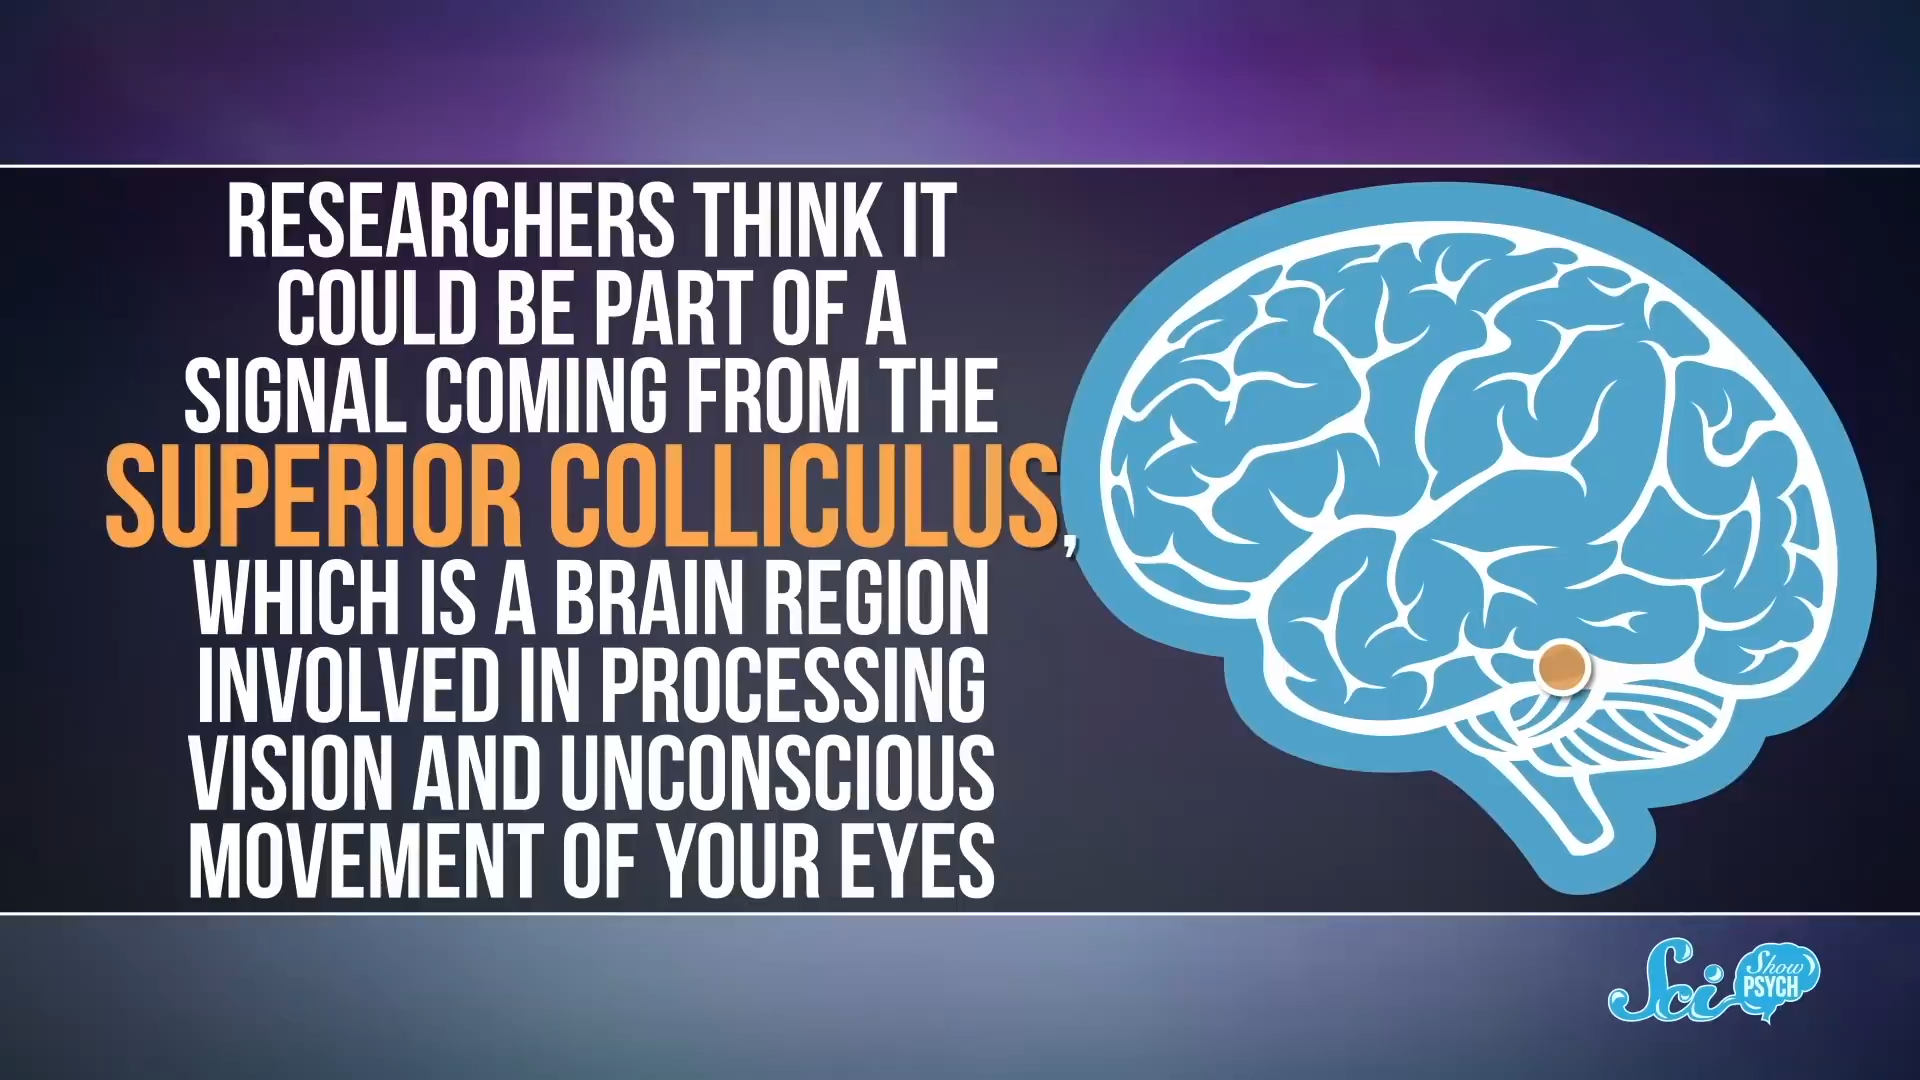 RESEARCHERS THINK IT
COULD BE PART OF A
SIGNAL COMING FROM THE
SUPERIOR COLLICULUS,
WHICH IS A BRAIN REGION
INVOLVED IN PROCESSING
VISION AND UNCONSCIOUS
MOVEMENT OF YOUR EYES
Sci Show
PSYCH